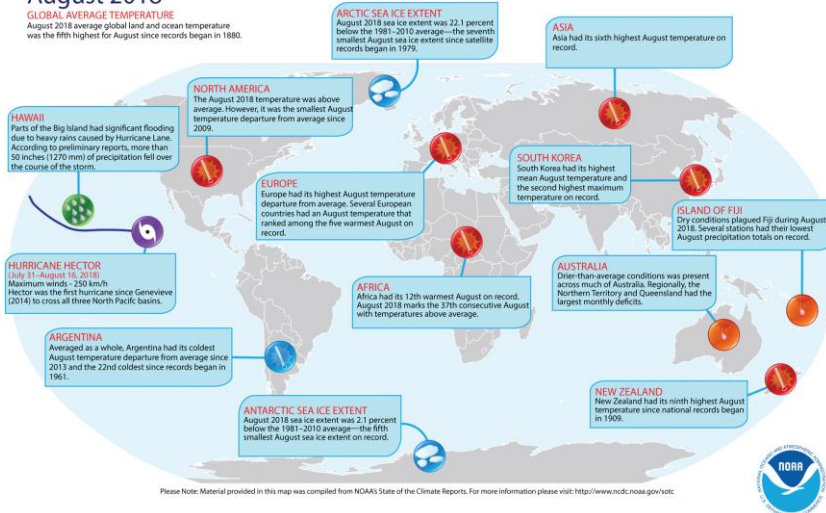 August 2018
GLOBAL AVERAGE TEMPERATURE
August 2018 average global land and ocean temperature
was the fifth highest for August since records began in 1880.
ARCTIC SEA ICE EXTENT
August 2018 sea ice extent was 22.1 percent
below the 1981–2010 average—the seventh
smallest August sea ice extent since satellite
records began in 1979.
ASIA
Asia had its sixth highest August temperature on
record.
NORTH AMERICA
The August 2018 temperature was above
average. However, it was the smallest August
temperature departure from average since
2009.
HAWAII
Parts of the Big Island had significant flooding
due to heavy rains caused by Hurricane Lane.
According to preliminary reports, more than
50 inches (1270 mm) of precipitation fell over
the course of the storm.
EUROPE
Europe had its highest August temperature
departure from average. Several European
countries had an August temperature that
ranked among the five warmest August on
record.
SOUTH KOREA
South Korea had its highest
mean August temperature and
the second highest maximum
temperature on record.
ISLAND OF FIJI
Dry conditions plagued Fiji during August
2018. Several stations had their lowest
August precipitation totals on record.
HURRICANE HECTOR
(July 31–August 16, 2018)
Maximum winds - 250 km/h
Hector was the first hurricane since Genevieve
(2014) to cross all three North Pacifc basins.
AFRICA
Africa had its 12th warmest August on record.
August 2018 marks the 37th consecutive August
with temperatures above average.
AUSTRALIA
Drier-than-average conditions was present
across much of Australia. Regionally, the
Northern Territory and Queensland had the
largest monthly deficits.
ARGENTINA
Averaged as a whole, Argentina had its coldest
August temperature departure from average since
2013 and the 22nd coldest since records began in
1961.
NEW ZEALAND
New Zealand had its ninth highest August
temperature since national records began
in 1909.
ANTARCTIC SEA ICE EXTENT
August 2018 sea ice extent was 2.1 percent
below the 1981–2010 average—the fifth
smallest August sea ice extent on record.
Please Note: Material provided in this map was compiled from NOAA's State of the Climate Reports. For more information please visit: http://www.ncdc.noaa.gov/sotc
NOAA